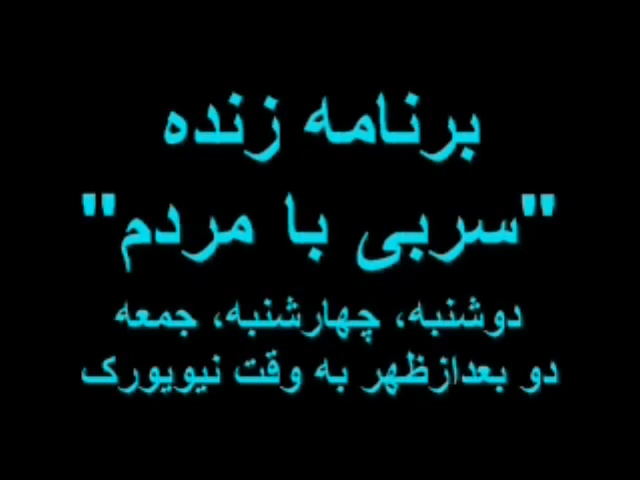 برنامه زنده
"سربی با مردم"
دوشنبه، چهارشنبه، جمعه
دو بعدازظهر به وقت نیویورک